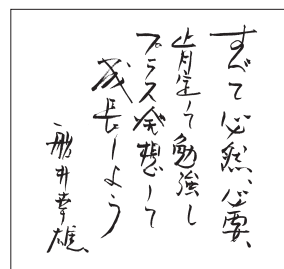 すべて必然、必要、
肯定して勉強し
プラス発想して
成長しよう
船井幸雄